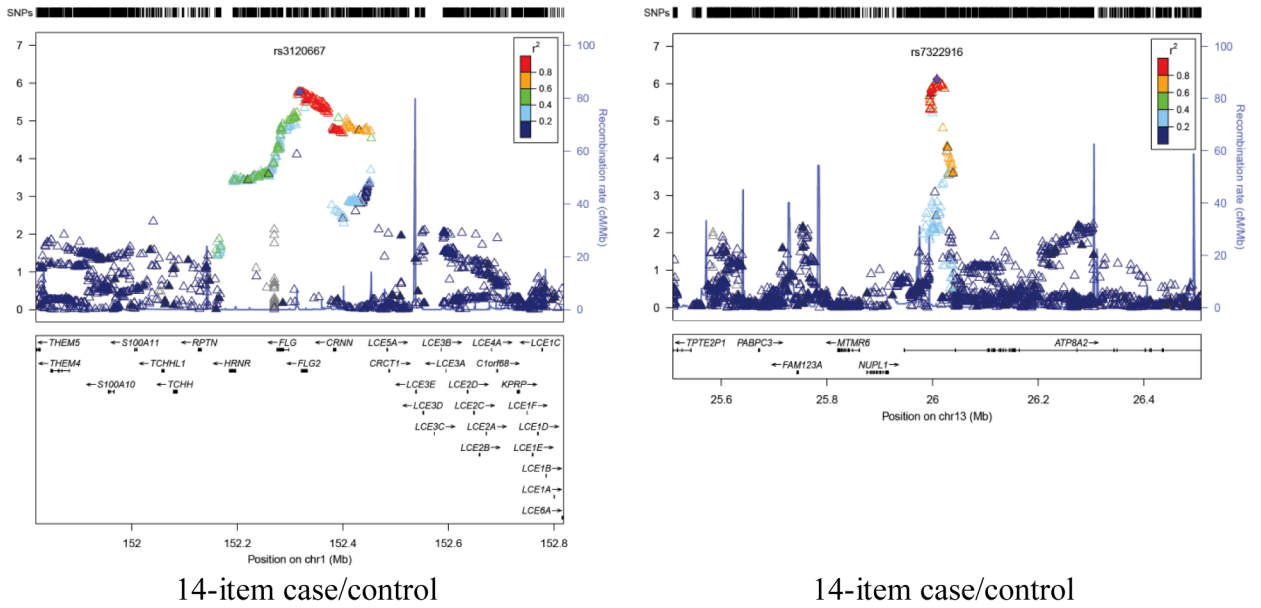 SNPs
rs3120667
r²
0.8
0.6
0.4
0.2
7
6
5
4
3
2
1
0
100
80
60
40
20
0
Recombination rate (cM/Mb)
THEM5 S100A11 RPTN FLG CRNN LCE5A LCE3B LCE4A LCE1C
THEM4 TCHHL1 HRNR FLG2 CRCT1 LCE3A C1orf68
S100A10 TCHH LCE3E LCE2D KPRP
LCE3D LCE2C LCE1F
LCE3C LCE2A LCE1D
LCE2B LCE1E
LCE1B
LCE1A
LCE6A
152 152.2 152.4 152.6 152.8
Position on chr1 (Mb)
14-item case/control
SNPs
rs7322916
r²
0.8
0.6
0.4
0.2
7
6
5
4
3
2
1
0
100
80
60
40
20
0
Recombination rate (cM/Mb)
TPTE2P1 PABPC3 MTMR6 ATP8A2
FAM123A NUPL1
25.6 25.8 26 26.2 26.4
Position on chr13 (Mb)
14-item case/control